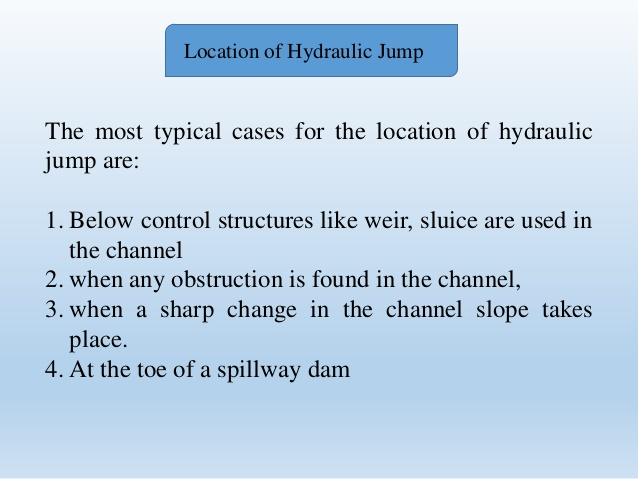 Location of Hydraulic Jump
The most typical cases for the location of hydraulic
jump are:
1. Below control structures like weir, sluice are used in
the channel
2. when any obstruction is found in the channel,
3. when a sharp change in the channel slope takes
place.
4. At the toe of a spillway dam